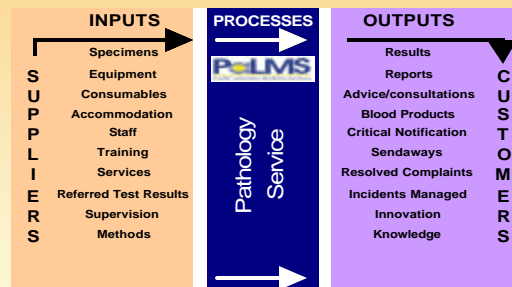 INPUTS
Specimens
Equipment
Consumables
Accommodation
Staff
Training
Services
Referred Test Results
Supervision
Methods
SUPPLIERS
PROCESSES
PaLMS
Pathology
Service
OUTPUTS
Results
Reports
Advice/consultations
Blood Products
Critical Notification
Sendaways
Resolved Complaints
Incidents Managed
Innovation
Knowledge
CUSTOMERS